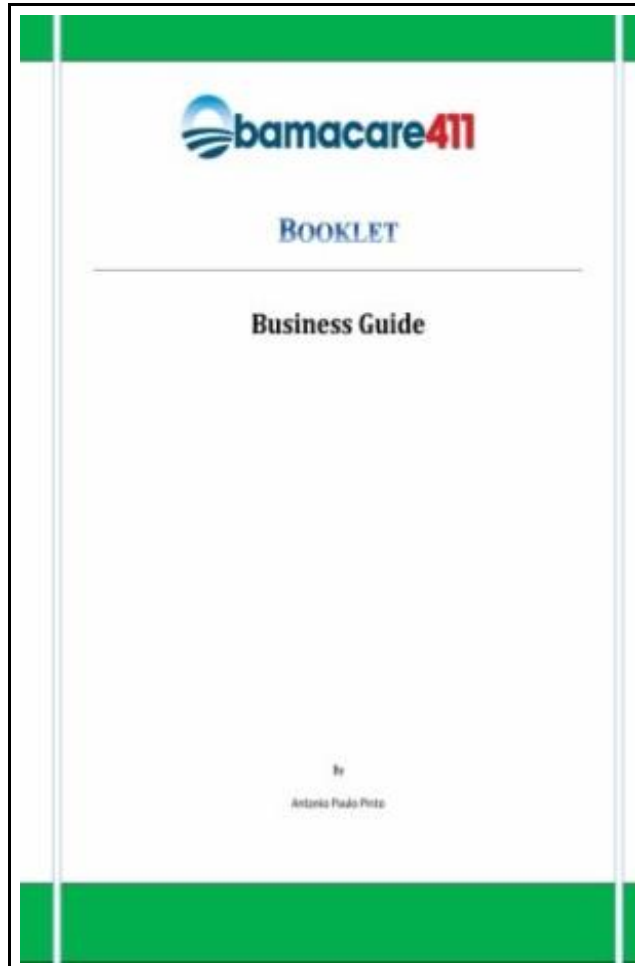 Obamacare411
BOOKLET
Business Guide
By
Antonio Paulo Pinto